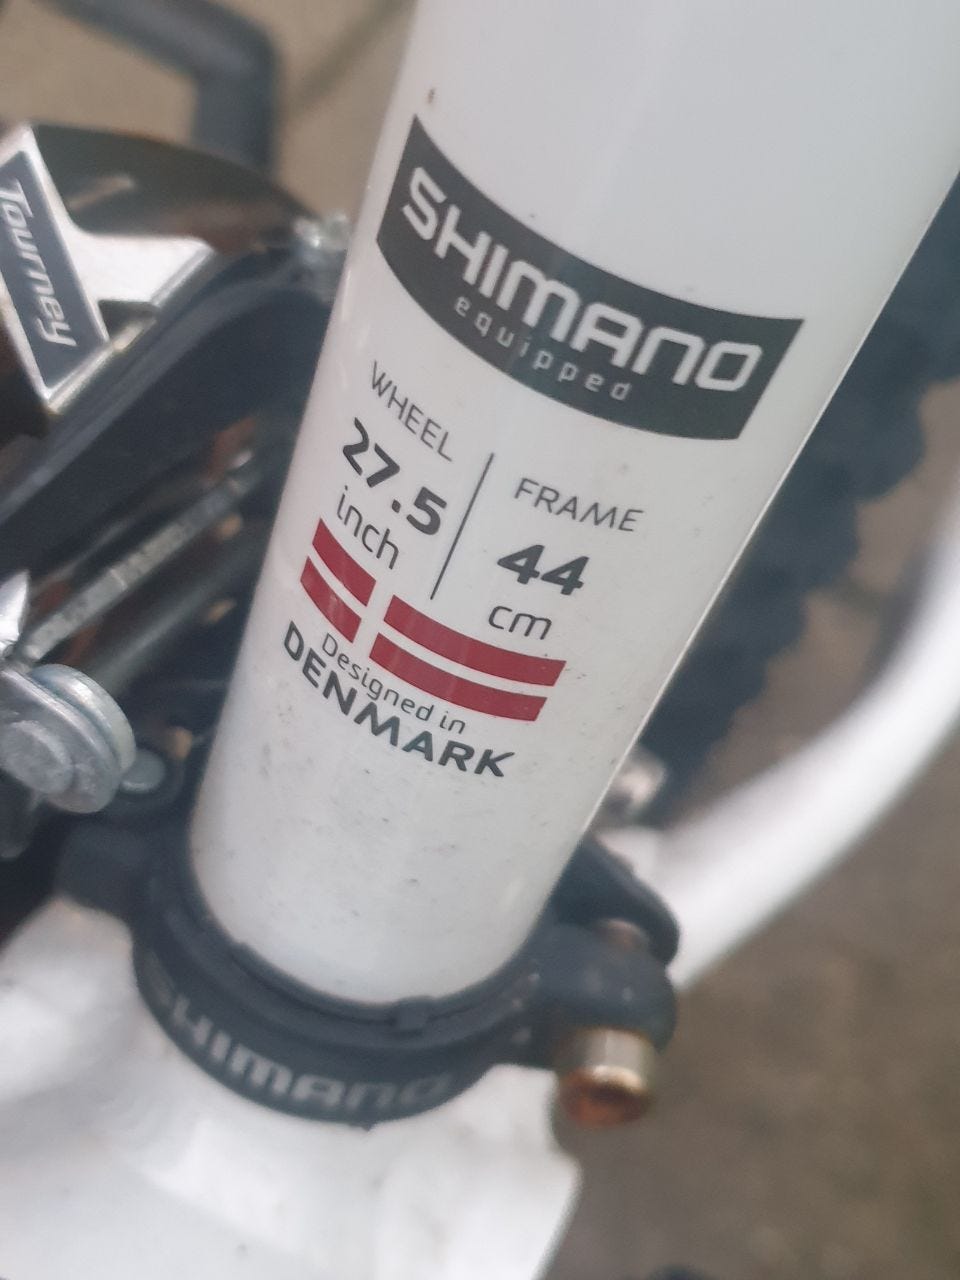 Tourney
SHIMANO
equipped
WHEEL
27.5
inch
FRAME
44
cm
Designed in
DENMARK
SHIMANO